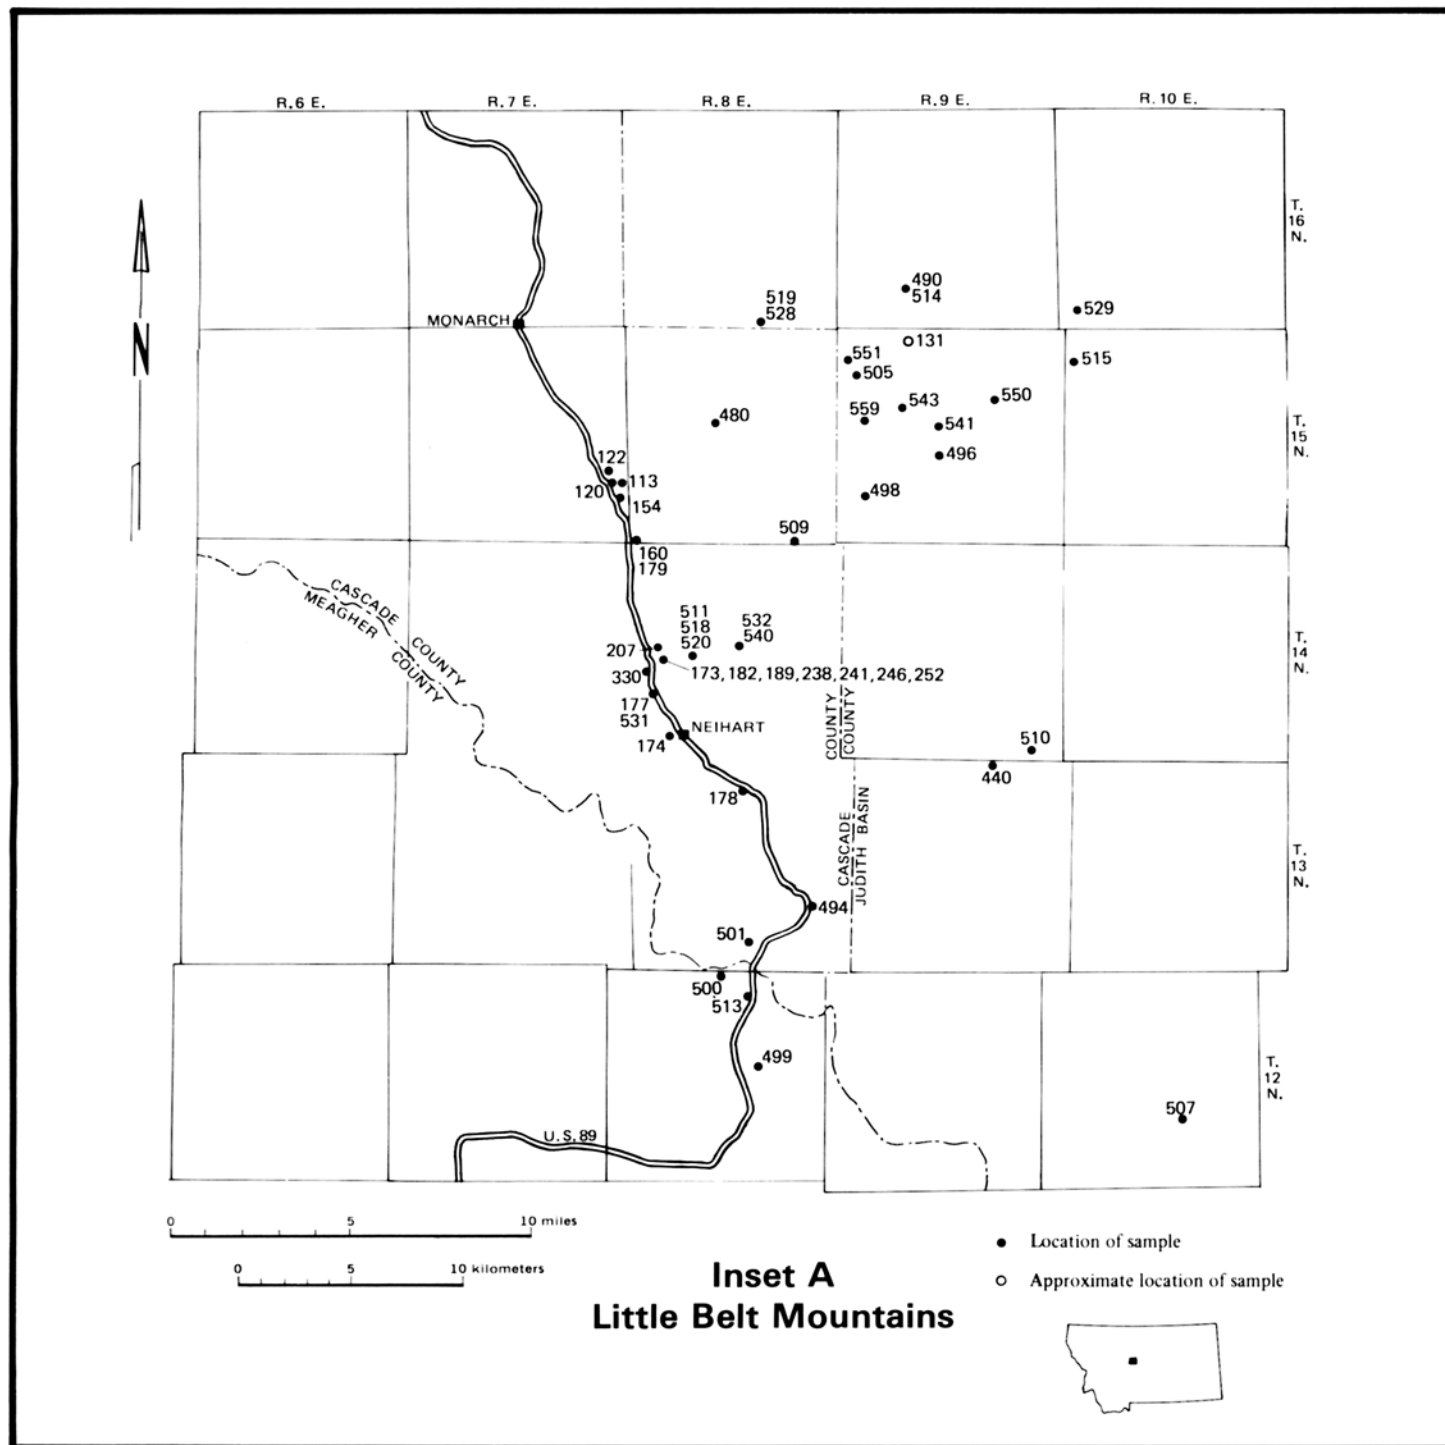 R. 6 E.
R. 7 E.
R. 8 E.
R. 9 E.
R. 10 E.
T.
16
N.
N
490
514
519
528
529
MONARCH
131
551
505
515
550
543
559
541
480
496
T.
15
N.
122
113
120
154
498
509
160
179
CASCADE COUNTY
MEAGHER COUNTY
511
518
520
532
540
207
173, 182, 189, 238, 241, 246, 252
330
T.
14
N.
177
531
NEIHART
174
COUNTY
COUNTY
510
440
178
CASCADE
JUDITH BASIN
T.
13
N.
494
501
500
513
499
T.
12
N.
507
U. S. 89
0 5 10 miles
0 5 10 kilometers
Inset A
Little Belt Mountains
Location of sample
Approximate location of sample